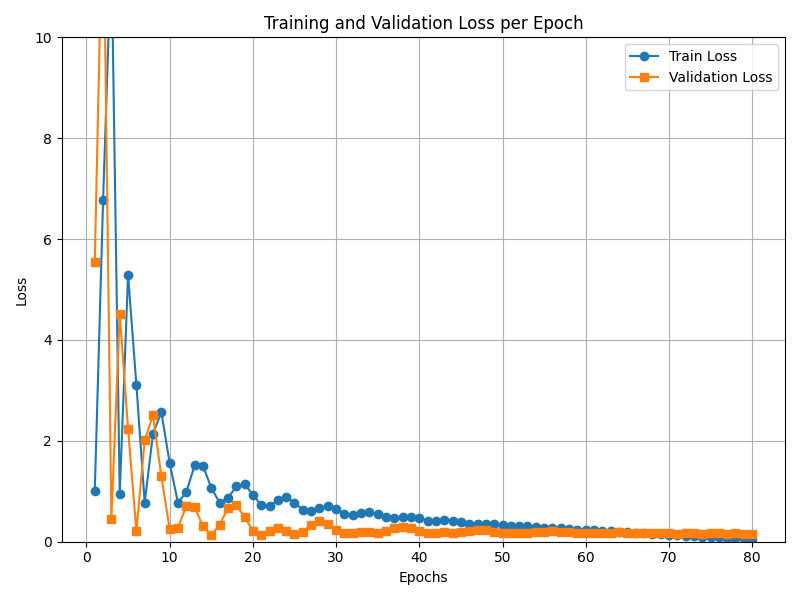 Training and Validation Loss per Epoch
Train Loss
Validation Loss
Loss
10
8
6
4
2
0
0 10 20 30 40 50 60 70 80
Epochs